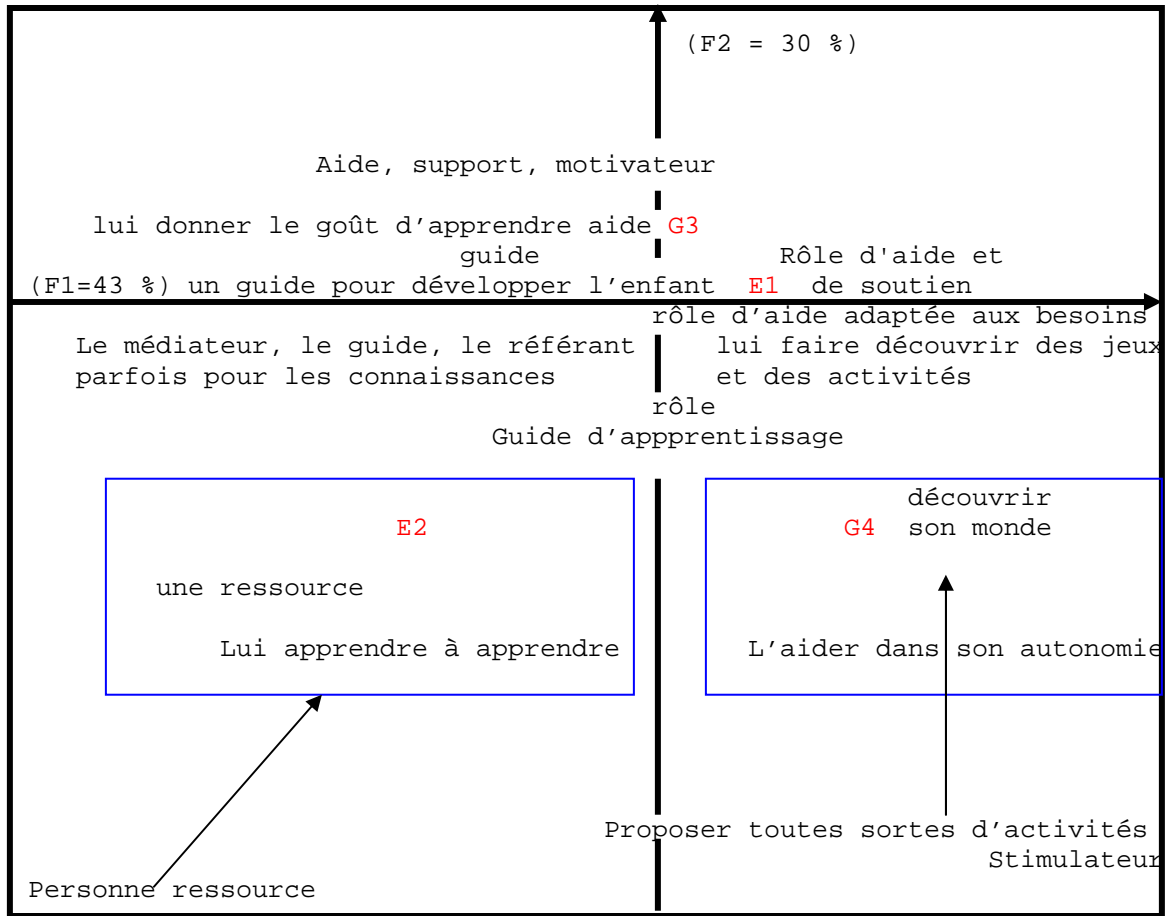 (F2 = 30 %)
Aide, support, motivateur
lui donner le goût d’apprendre aide G3
guide Rôle d'aide et
(F1=43 %) un guide pour développer l’enfant E1 de soutien
rôle d’aide adaptée aux besoins
Le médiateur, le guide, le référant lui faire découvrir des jeux
parfois pour les connaissances et des activités
rôle
Guide d’appprentissage
découvrir
E2 G4 son monde
une ressource
Lui apprendre à apprendre L'aider dans son autonomie
Proposer toutes sortes d’activités
Stimulateur
Personne ressource